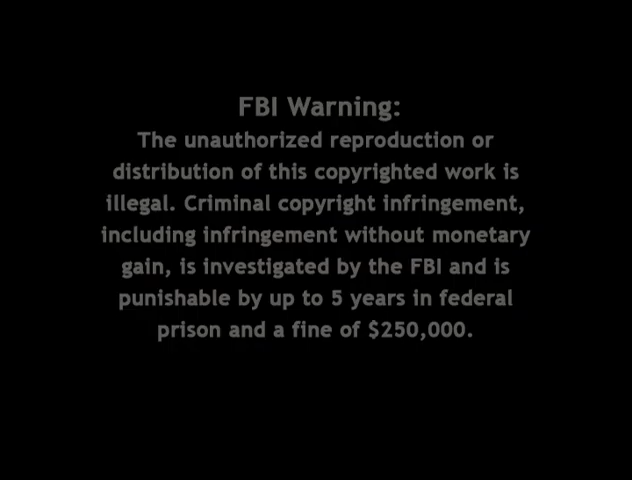 FBI Warning:
The unauthorized reproduction or
distribution of this copyrighted work is
illegal. Criminal copyright infringement,
including infringement without monetary
gain, is investigated by the FBI and is
punishable by up to 5 years in federal
prison and a fine of $250,000.